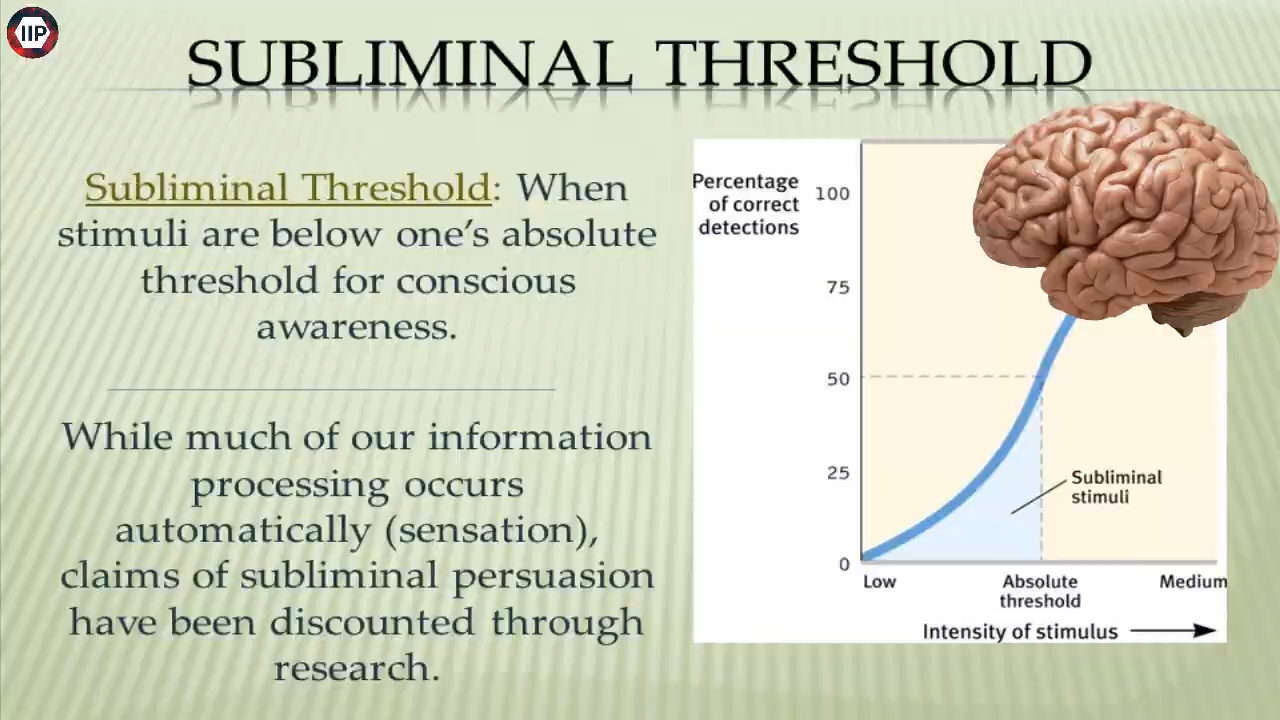 IIP
SUBLIMINAL THRESHOLD
Subliminal Threshold: When
stimuli are below one’s absolute
threshold for conscious
awareness.
While much of our information
processing occurs
automatically (sensation),
claims of subliminal persuasion
have been discounted through
research.
Percentage
of correct
detections
100
75
50
25
0
Subliminal
stimuli
Low
Absolute
threshold
Medium
Intensity of stimulus